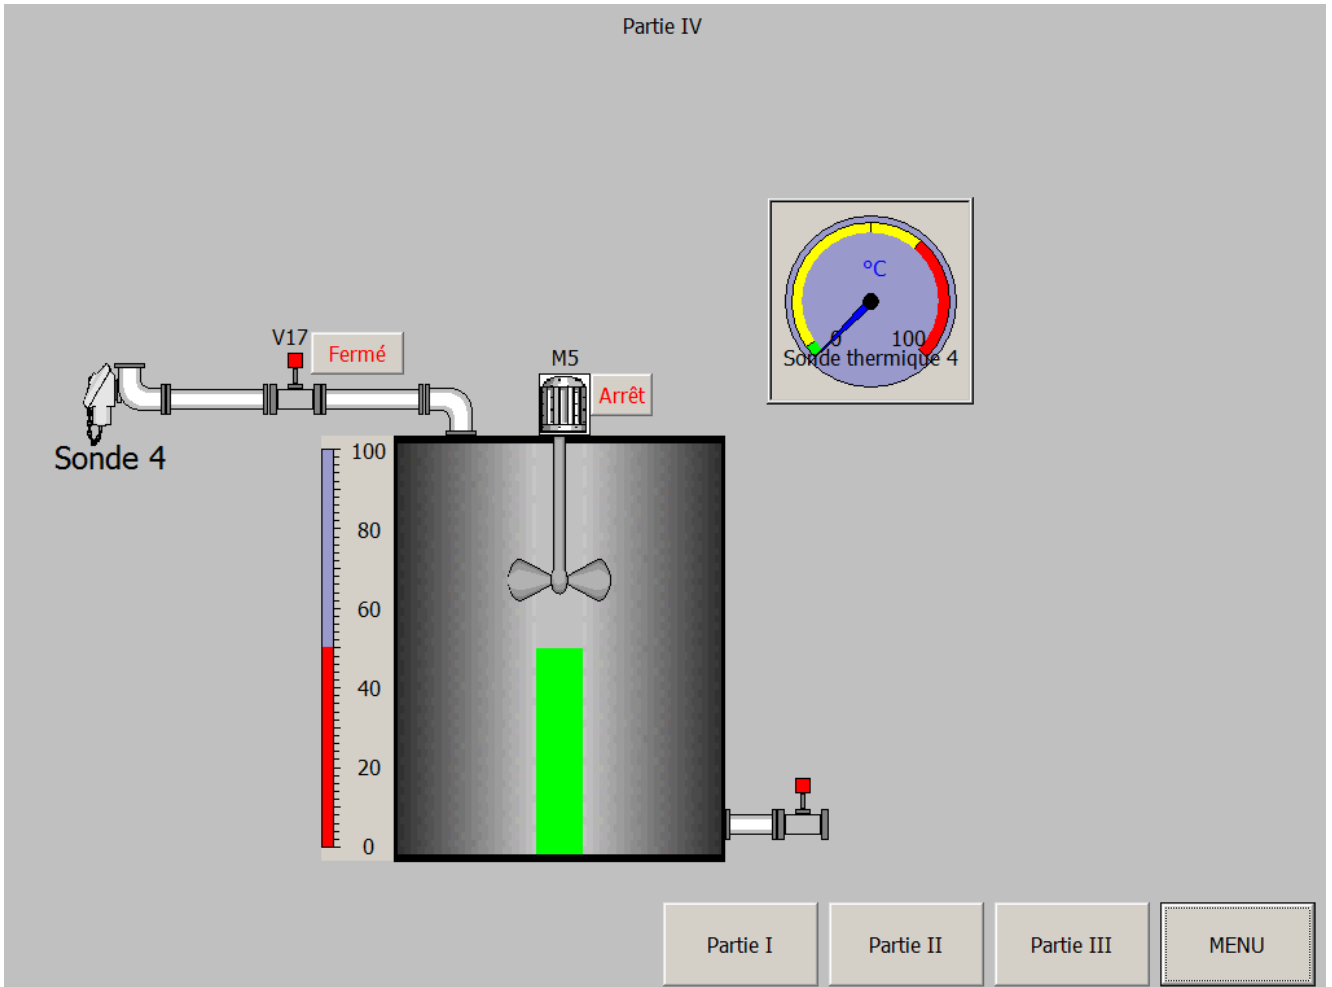 Partie IV
°C
0 100
Sonde thermique 4
V17
Fermé
M5
Arrêt
Sonde 4
100
80
60
40
20
0
Partie I
Partie II
Partie III
MENU